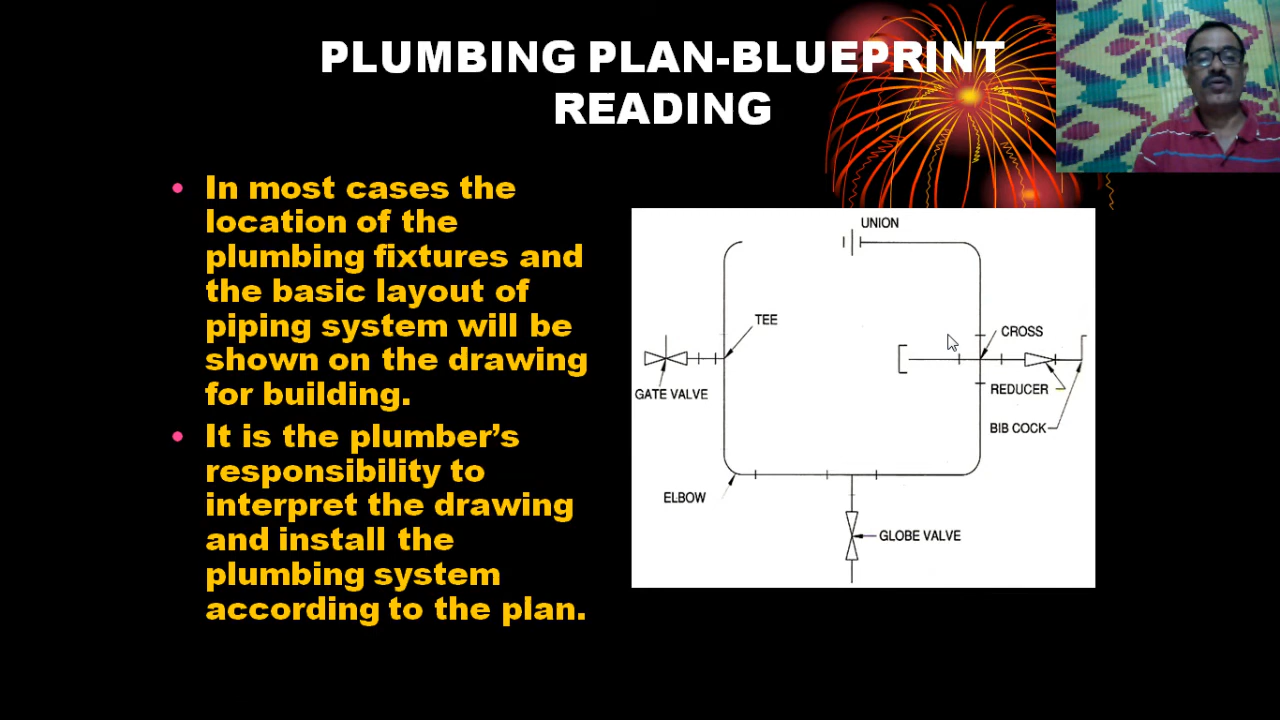 PLUMBING PLAN-BLUEPRINT
READING
• In most cases the
location of the
plumbing fixtures and
the basic layout of
piping system will be
shown on the drawing
for building.
• It is the plumber's
responsibility to
interpret the drawing
and install the
plumbing system
according to the plan.
UNION
TEE
CROSS
GATE VALVE
REDUCER
BIB COCK
ELBOW
GLOBE VALVE